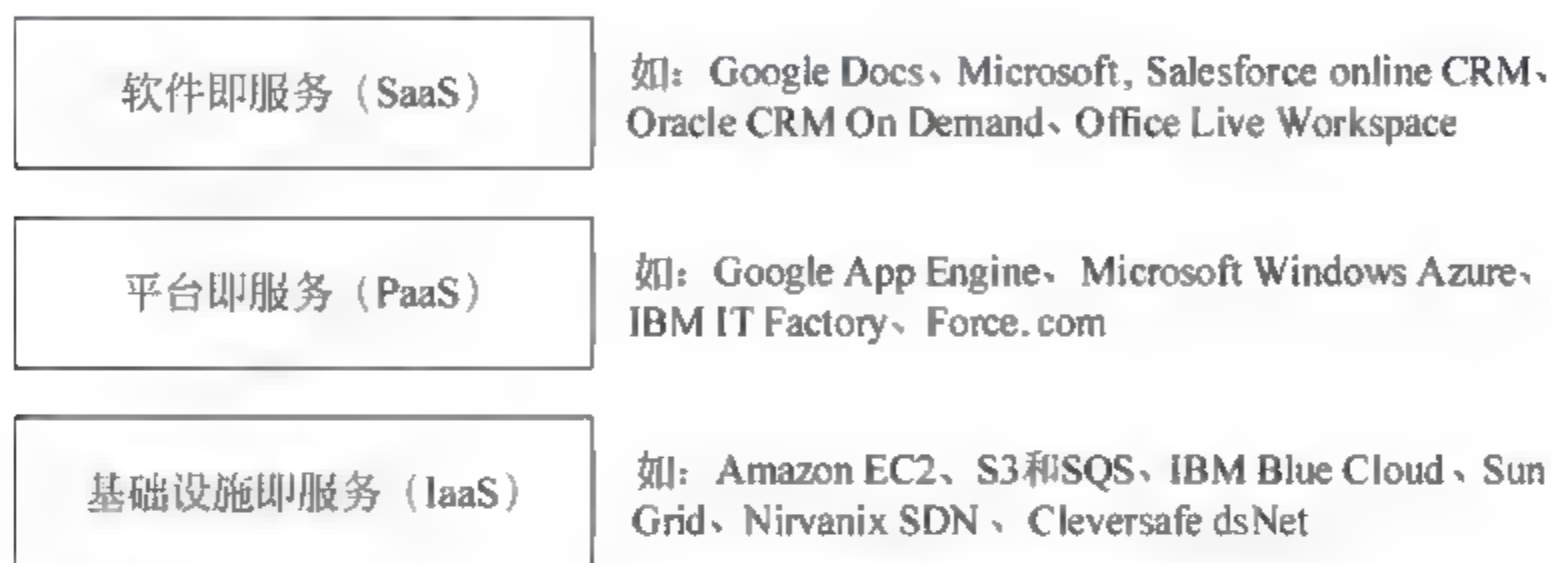 软件即服务（SaaS）
如：Google Docs、Microsoft, Salesforce online CRM、
Oracle CRM On Demand、Office Live Workspace
平台即服务（PaaS）
如：Google App Engine、Microsoft Windows Azure、
IBM IT Factory、Force.com
基础设施即服务（IaaS）
如：Amazon EC2、S3和SQS、IBM Blue Cloud、Sun
Grid、Nirvanix SDN、Cleversafe dsNet